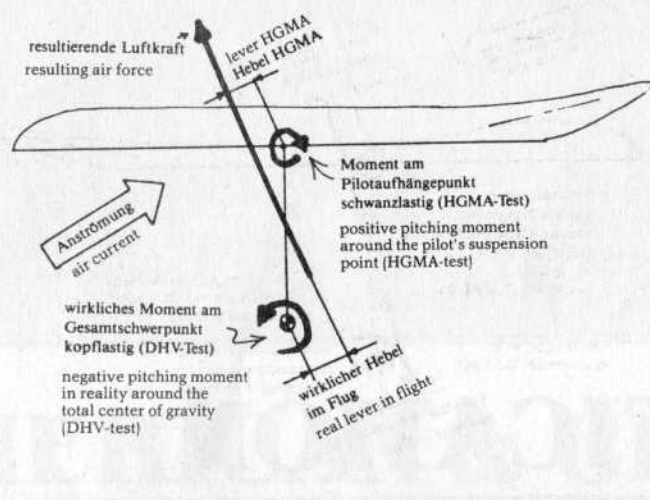 resultierende Luftkraft
resulting air force
lever HGMA
Hebel HGMA
Moment am
Pilotaufhängepunkt
schwanzlastig (HGMA-Test)
positive pitching moment
around the pilot's suspension
point (HGMA-test)
Anströmung
air current
wirkliches Moment am
Gesamtschwerpunkt
kopflastig (DHV-Test)
negative pitching moment
in reality around the
total center of gravity
(DHV-test)
wirklicher Hebel
im Flug
real lever in flight